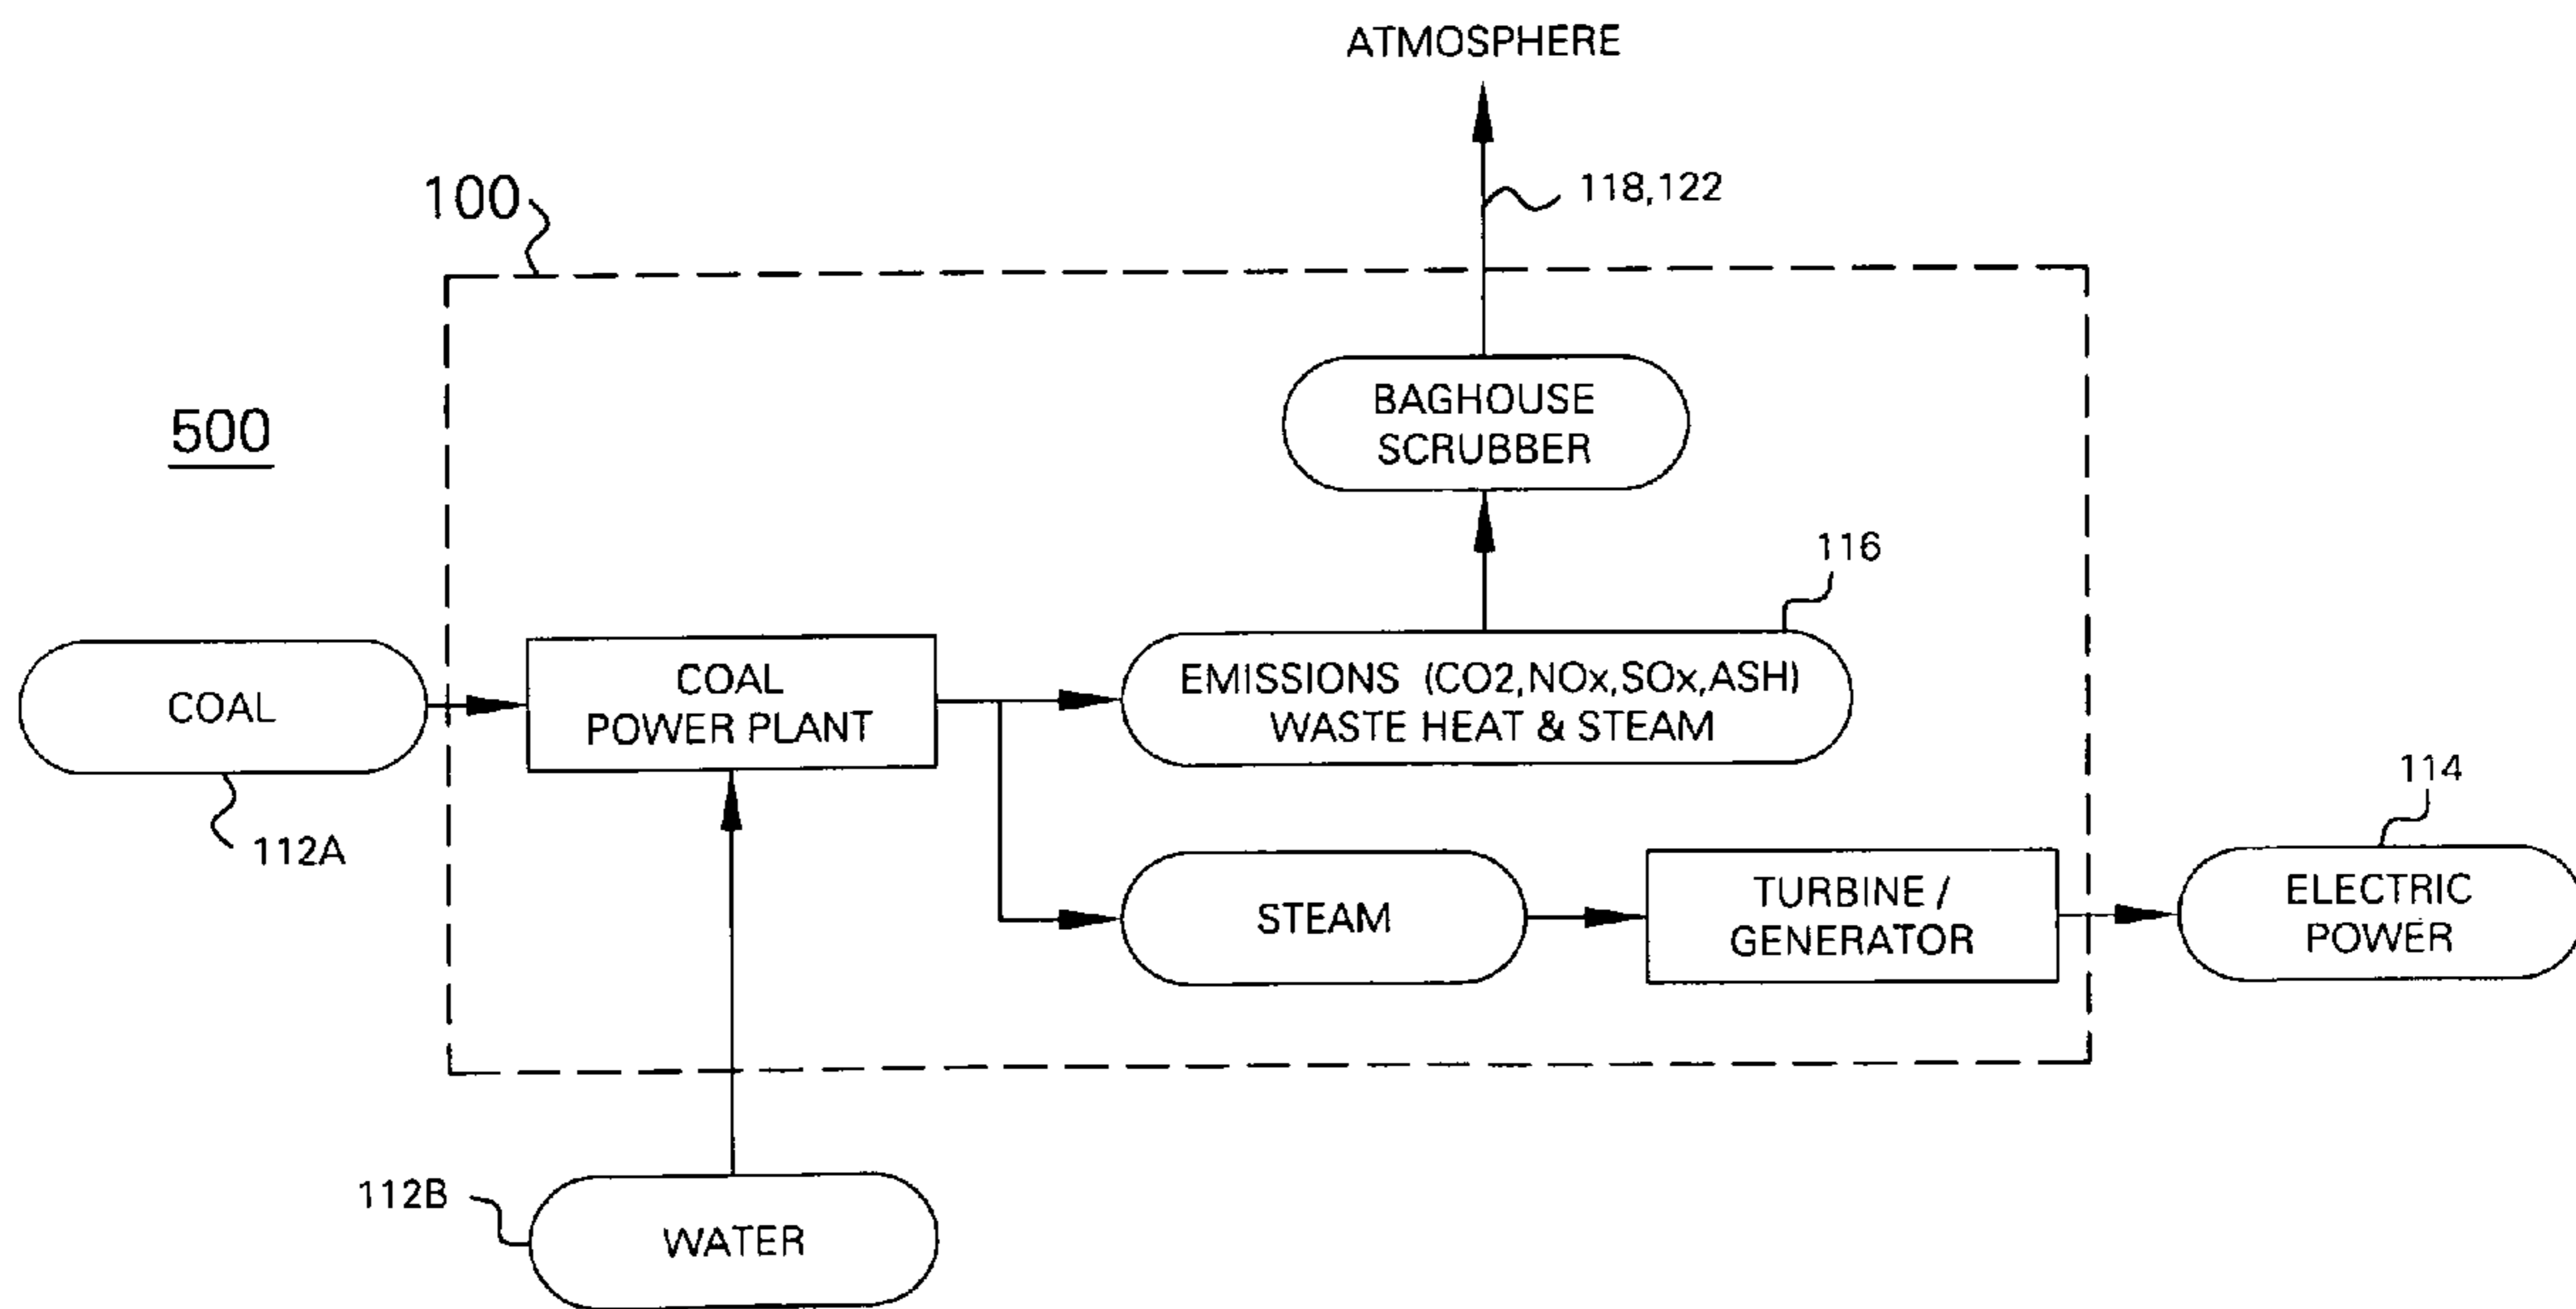 ATMOSPHERE
118,122
100
BAGHOUSE
SCRUBBER
500
116
COAL
COAL
POWER PLANT
EMISSIONS (CO2,NOx,SOx,ASH)
WASTE HEAT & STEAM
112A
114
STEAM
TURBINE /
GENERATOR
ELECTRIC
POWER
112B
WATER